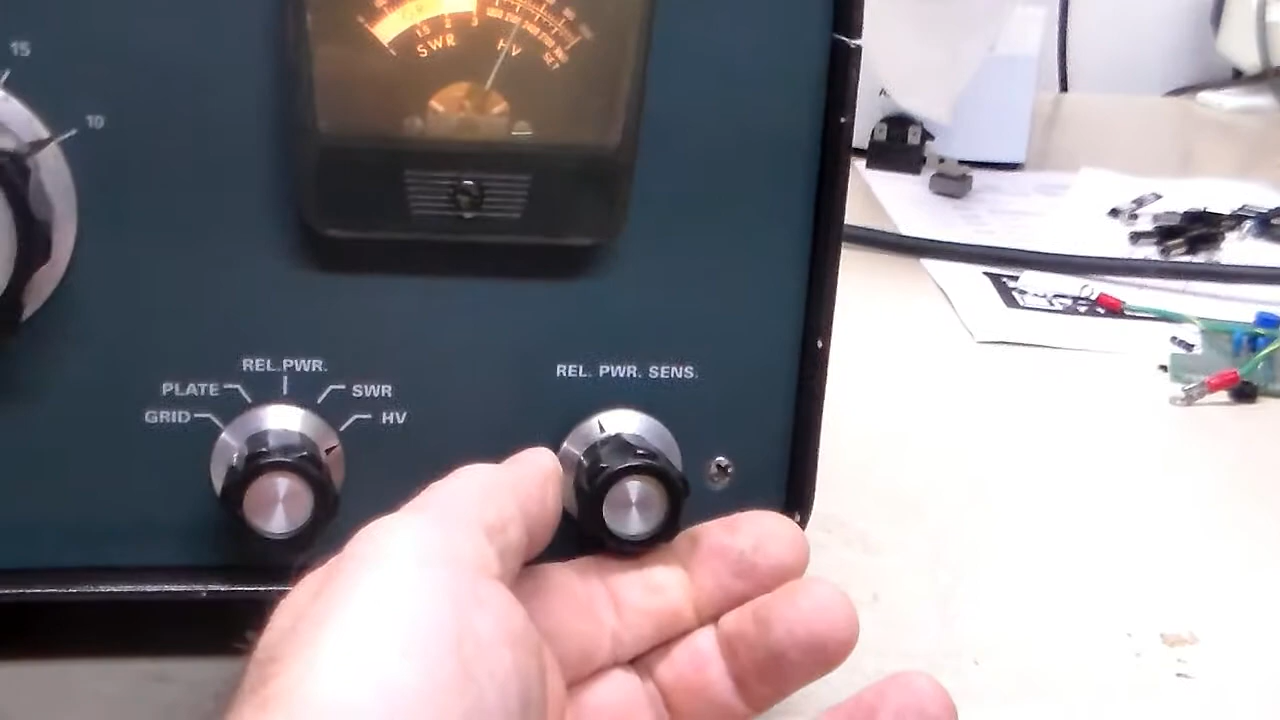 15
10
SWR
HV
REL.PWR.
PLATE
SWR
GRID
HV
REL. PWR. SENS.